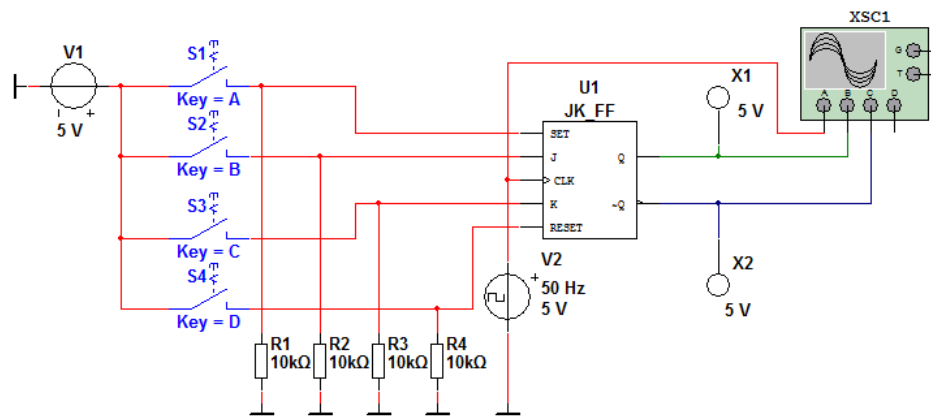 XSC1
V1
5 V
S1
Key = A
S2
Key = B
S3
Key = C
S4
Key = D
R1
10kΩ
R2
10kΩ
R3
10kΩ
R4
10kΩ
U1
JK_FF
SET
J
CLK
K
RESET
Q
~Q
V2
50 Hz
5 V
X1
5 V
X2
5 V
G
T
A B C D